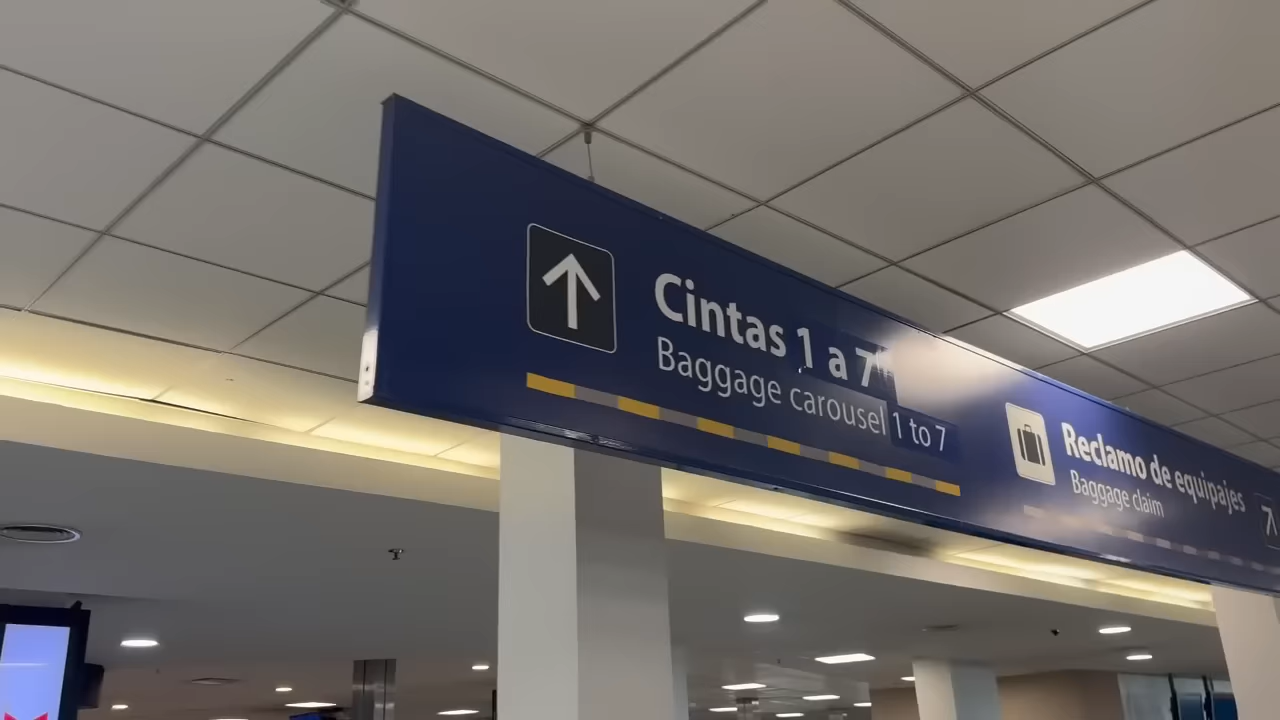 Cintas 1 a 7
Baggage carousel 1 to 7
Reclamo de equipajes
Baggage claim